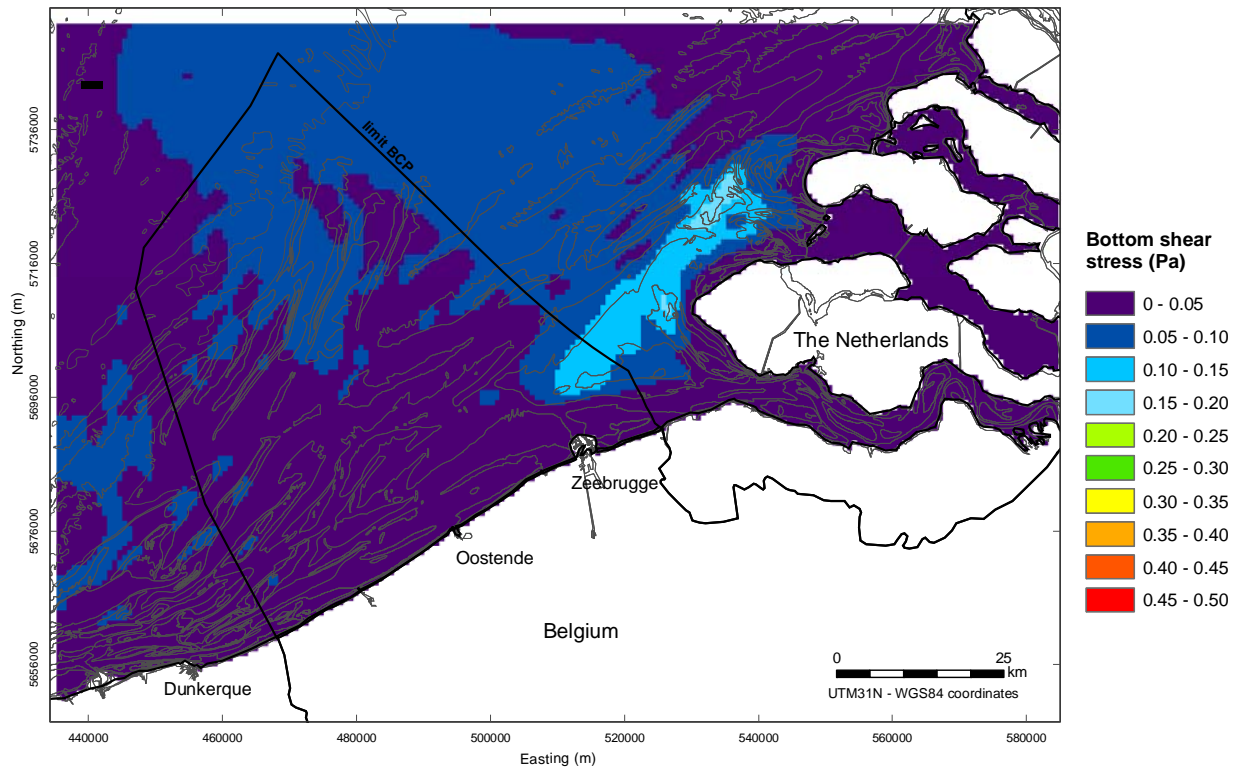 5736000
5716000
5696000
5676000
5656000
Northing (m)
limit BCP
The Netherlands
Zeebrugge
Oostende
Belgium
Dunkerque
0 25
km
UTM31N - WGS84 coordinates
440000 460000 480000 500000 520000 540000 560000 580000
Easting (m)
Bottom shear
stress (Pa)
0 - 0.05
0.05 - 0.10
0.10 - 0.15
0.15 - 0.20
0.20 - 0.25
0.25 - 0.30
0.30 - 0.35
0.35 - 0.40
0.40 - 0.45
0.45 - 0.50